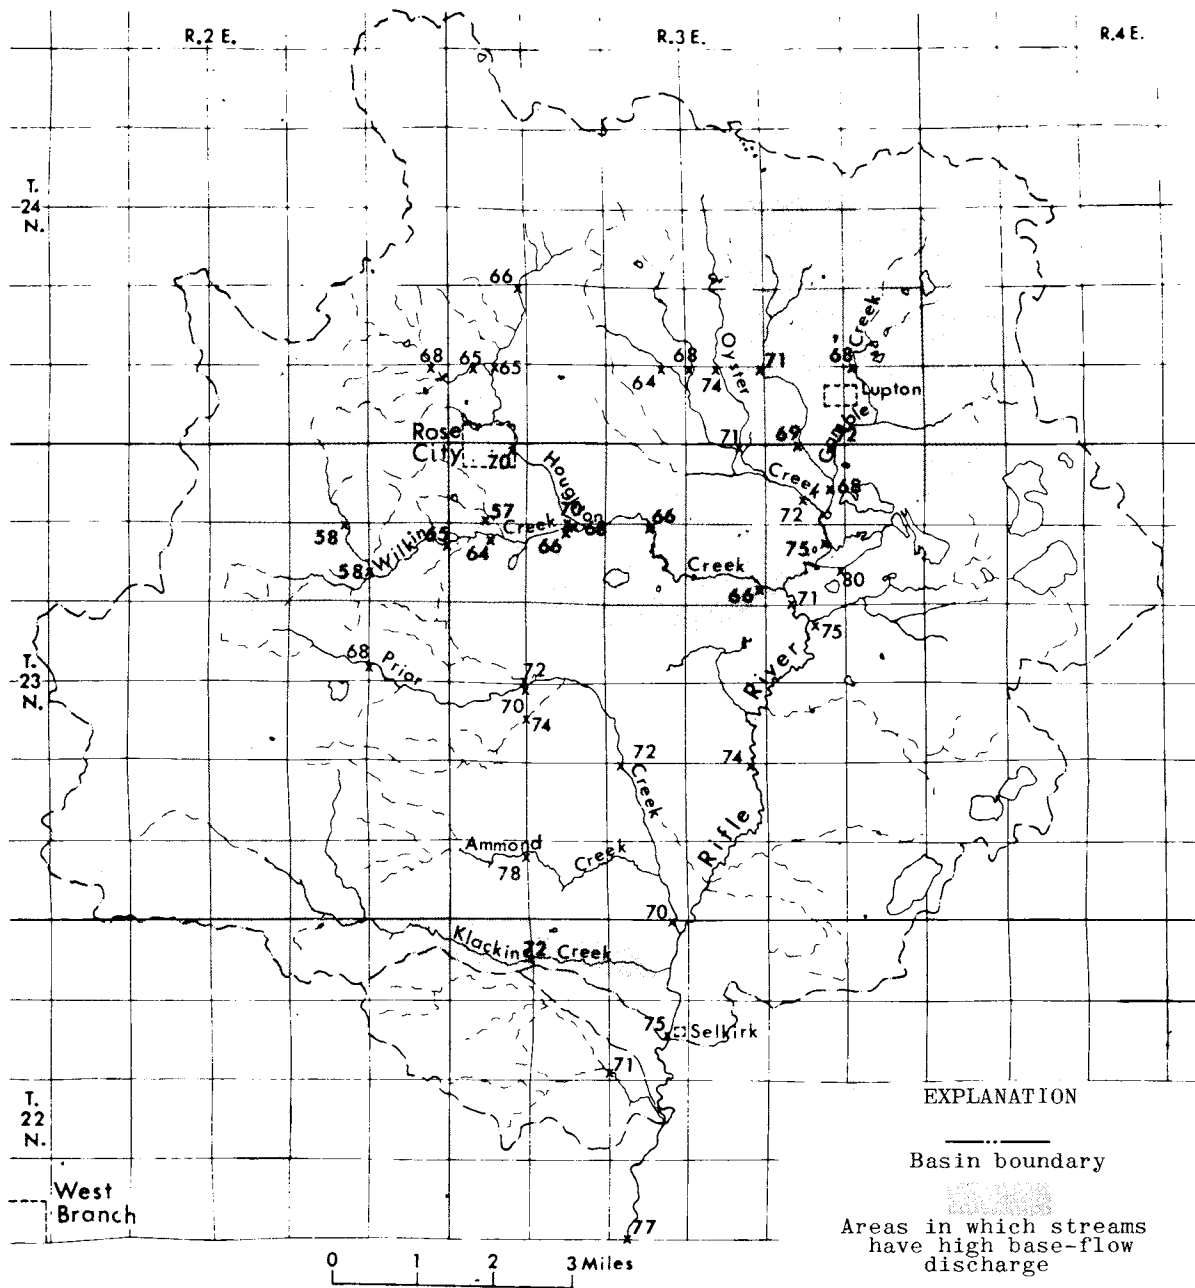 R.2 E.
R.3 E.
R.4 E.
T.
24
N.
66
68
65
65
64
68
74
Oyster
71
68
Creek
Lupton
Rose
City
70
71
69
Gamble
72
Houghton
Creek
68
72
58
57
Creek
70
68
66
75
Wilkins
65
64
66
58
Creek
80
66
71
75
68
Prior
T.
23
N.
72
70
74
River
72
74
Creek
Ammond
Creek
78
Rifle
70
Klacking
72
Creek
75
Selkirk
71
T.
22
N.
EXPLANATION
Basin boundary
West
Branch
Areas in which streams
have high base-flow
discharge
77
0 1 2 3 Miles